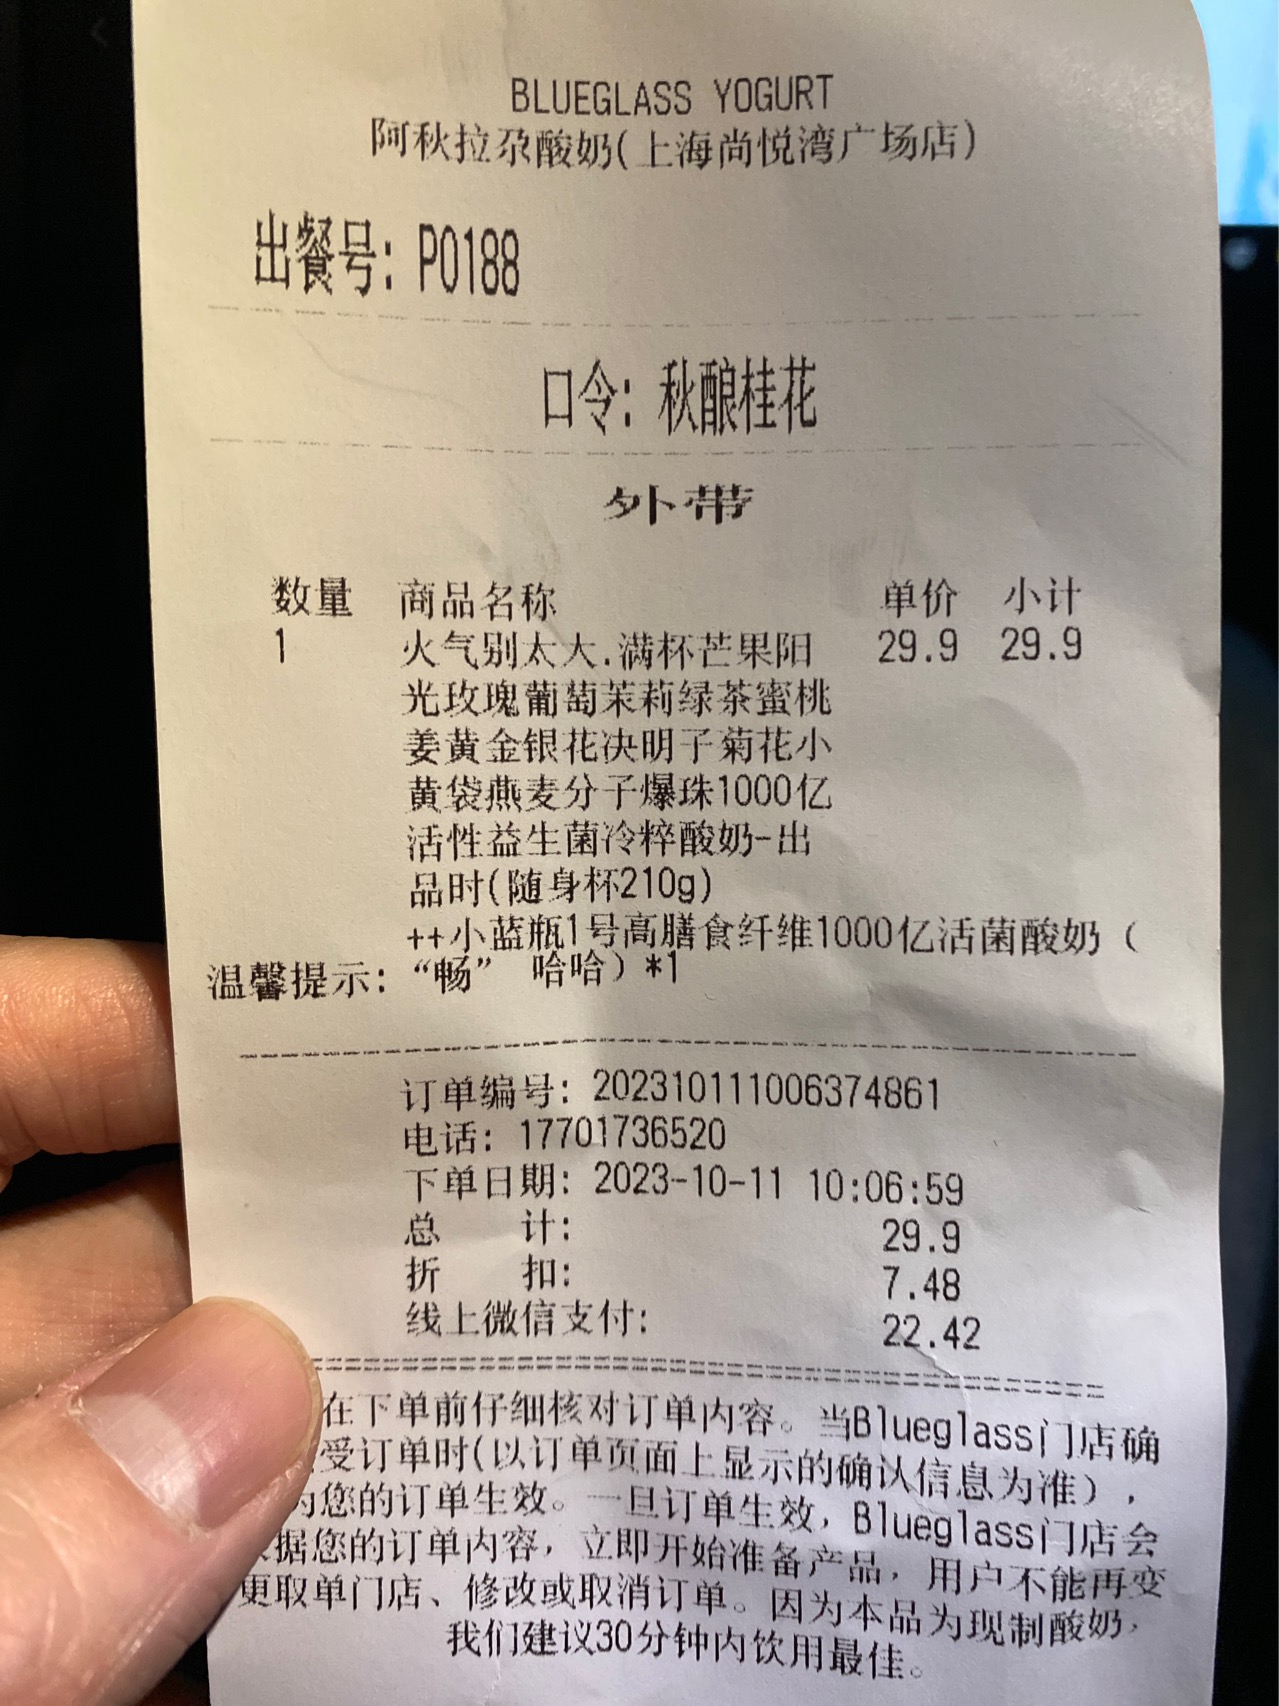 BLUEGLASS YOGURT
阿秋拉尕酸奶(上海尚悦湾广场店)
出餐号: P0188
口令: 秋酿桂花
外带
数量 商品名称 单价 小计
1 火气别太大.满杯芒果阳 29.9 29.9
光玫瑰葡萄茉莉绿茶蜜桃
姜黄金银花决明子菊花小
黄袋燕麦分子爆珠1000亿
活性益生菌冷粹酸奶-出
品时(随身杯210g)
++小蓝瓶1号高膳食纤维1000亿活菌酸奶（
温馨提示: “畅” 哈哈）*1
订单编号: 202310111006374861
电话: 17701736520
下单日期: 2023-10-11 10:06:59
总 计: 29.9
折 扣: 7.48
线上微信支付: 22.42
在下单前仔细核对订单内容。当Blueglass门店确
受订单时(以订单页面上显示的确认信息为准),
为您的订单生效。一旦订单生效, Blueglass门店会
据您的订单内容, 立即开始准备产品, 用户不能再变
更取单门店、修改或取消订单。因为本品为现制酸奶,
我们建议30分钟内饮用最佳。